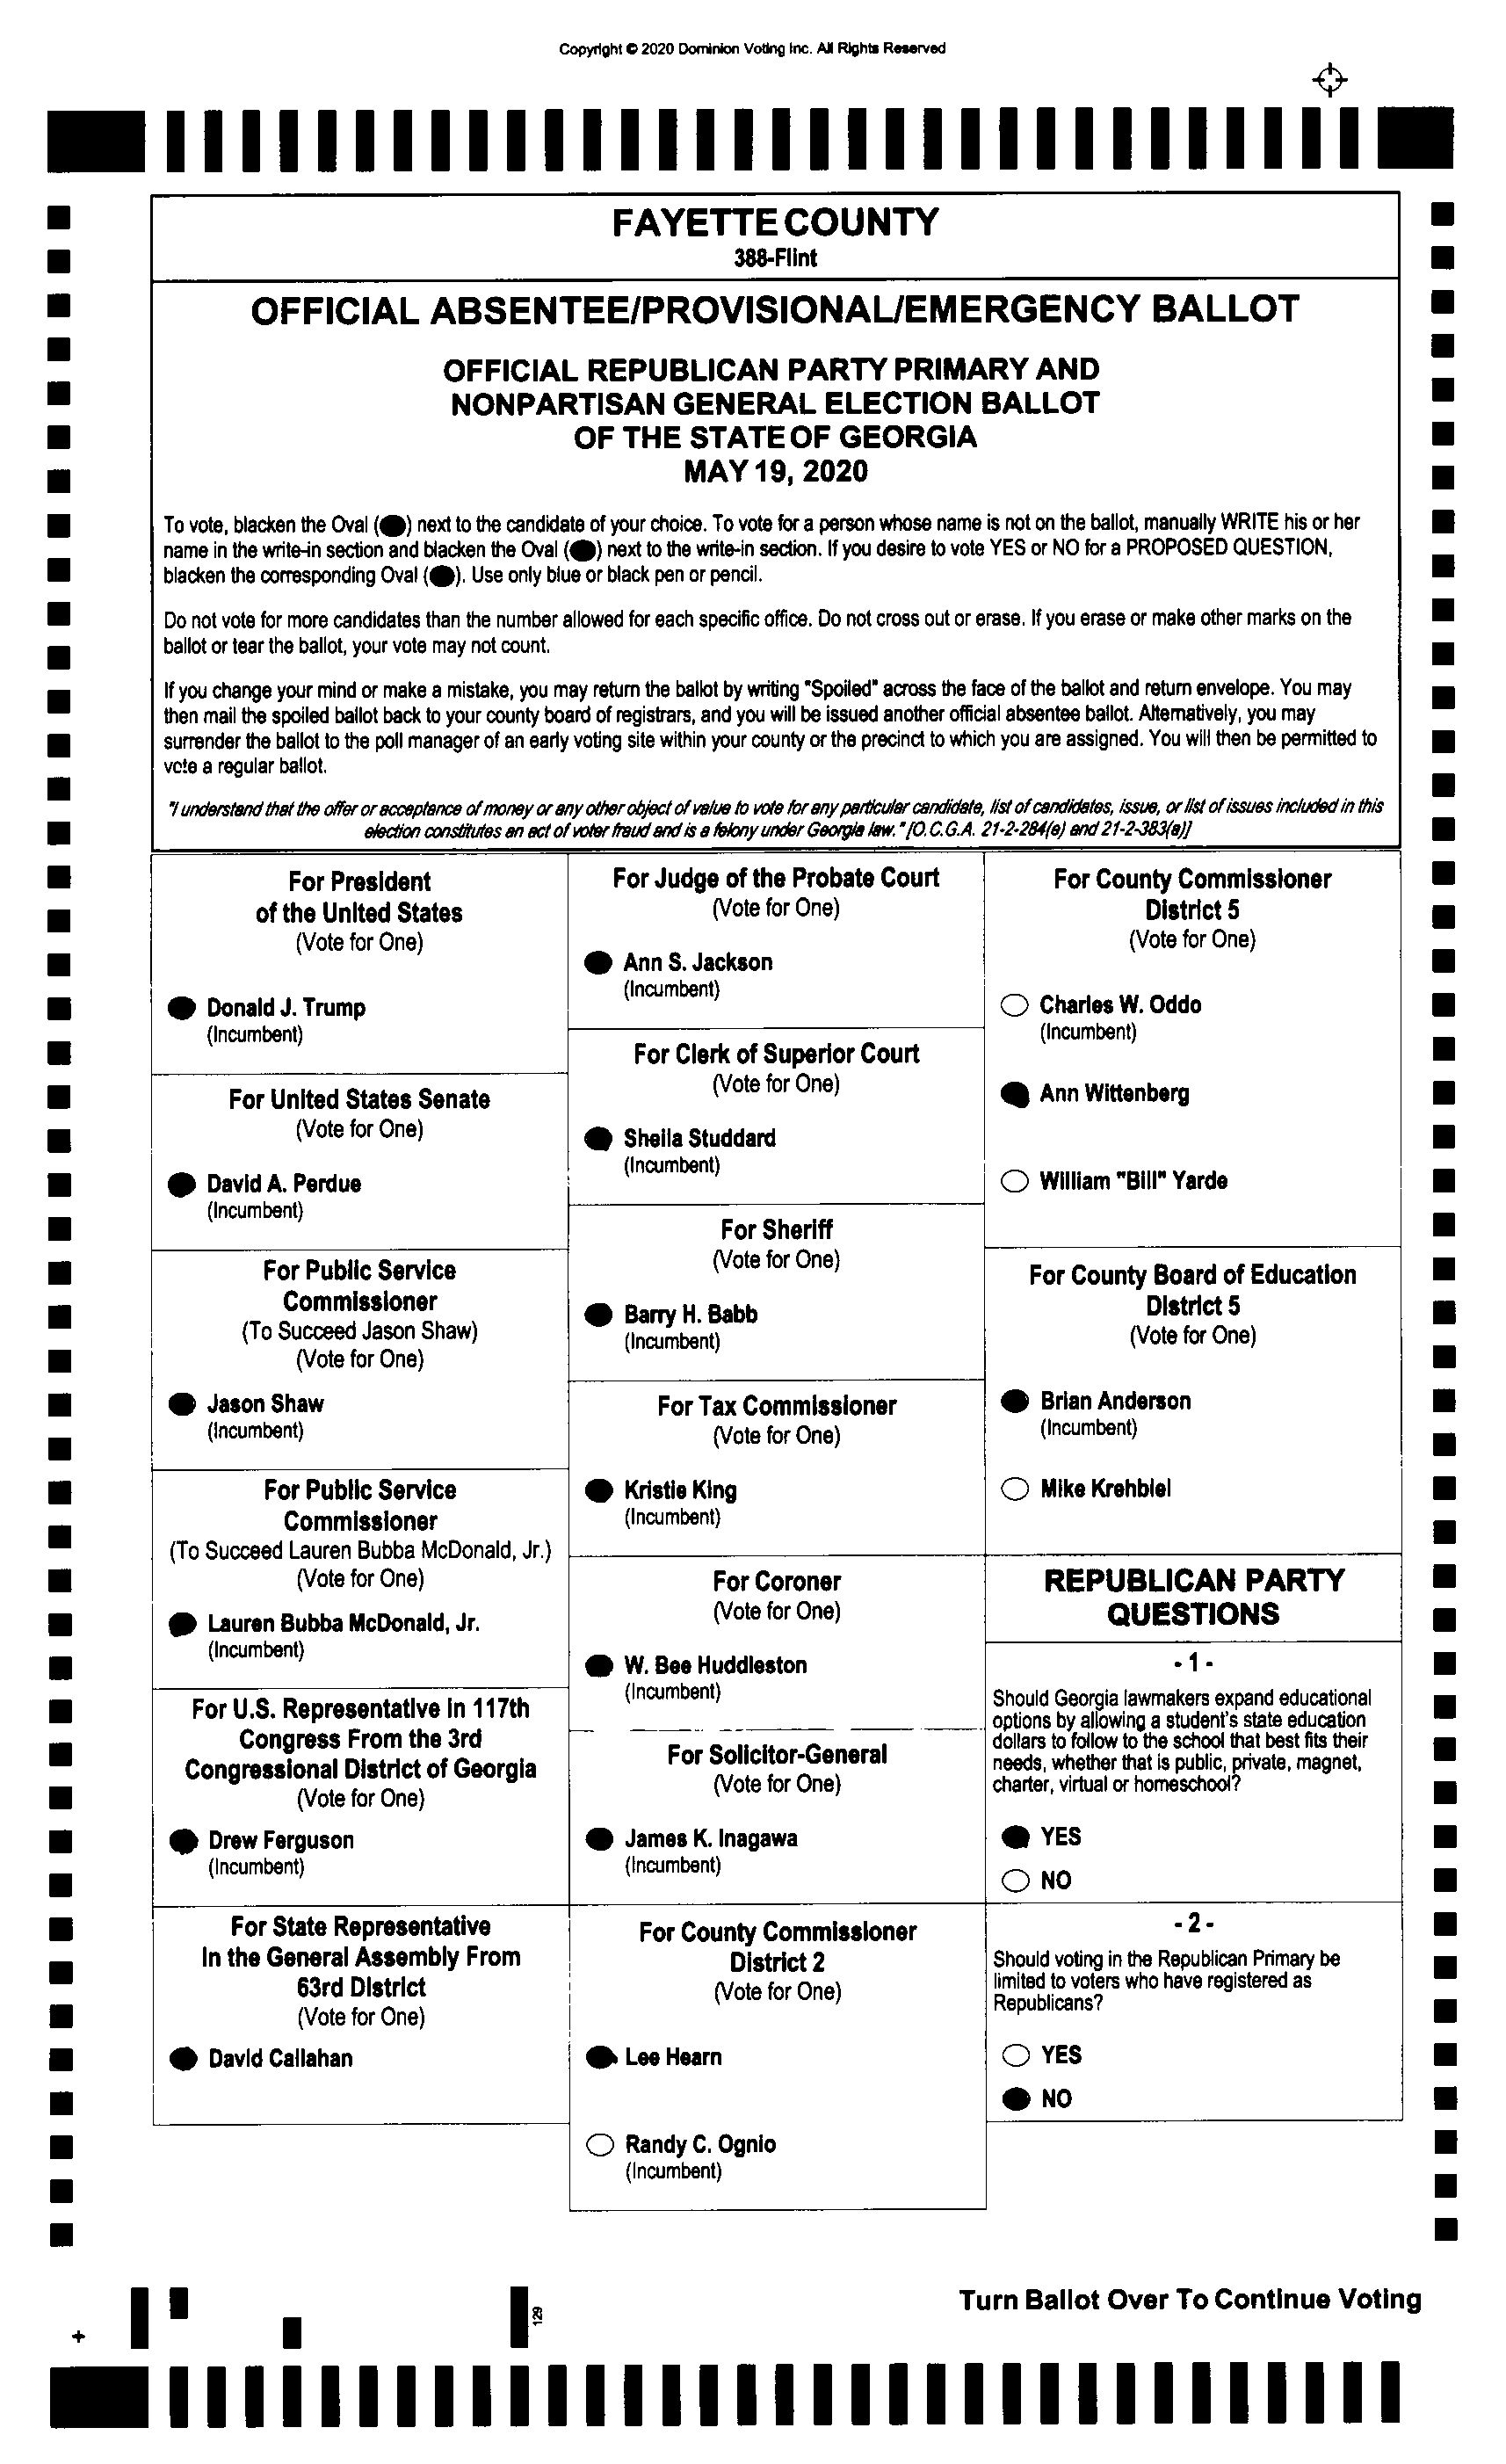 Copyright © 2020 Dominion Voting Inc. All Rights Reserved
FAYETTE COUNTY
388-Flint
OFFICIAL ABSENTEE/PROVISIONAL/EMERGENCY BALLOT
OFFICIAL REPUBLICAN PARTY PRIMARY AND
NONPARTISAN GENERAL ELECTION BALLOT
OF THE STATE OF GEORGIA
MAY 19, 2020
To vote, blacken the Oval ( ) next to the candidate of your choice. To vote for a person whose name is not on the ballot, manually WRITE his or her
name in the write-in section and blacken the Oval ( ) next to the write-in section. If you desire to vote YES or NO for a PROPOSED QUESTION,
blacken the corresponding Oval ( ). Use only blue or black pen or pencil.
Do not vote for more candidates than the number allowed for each specific office. Do not cross out or erase. If you erase or make other marks on the
ballot or tear the ballot, your vote may not count.
If you change your mind or make a mistake, you may return the ballot by writing "Spoiled" across the face of the ballot and return envelope. You may
then mail the spoiled ballot back to your county board of registrars, and you will be issued another official absentee ballot. Alternatively, you may
surrender the ballot to the poll manager of an early voting site within your county or the precinct to which you are assigned. You will then be permitted to
vote a regular ballot.
"I understand that the offer or acceptance of money or any other object of value to vote for any particular candidate, list of candidates, issue, or list of issues included in this
election constitutes an act of voter fraud and is a felony under Georgia law." [O.C.G.A. 21-2-284(e) and 21-2-383(a)]
For President
of the United States
(Vote for One)
Donald J. Trump
(Incumbent)
For United States Senate
(Vote for One)
David A. Perdue
(Incumbent)
For Public Service
Commissioner
(To Succeed Jason Shaw)
(Vote for One)
Jason Shaw
(Incumbent)
For Public Service
Commissioner
(To Succeed Lauren Bubba McDonald, Jr.)
(Vote for One)
Lauren Bubba McDonald, Jr.
(Incumbent)
For U.S. Representative in 117th
Congress From the 3rd
Congressional District of Georgia
(Vote for One)
Drew Ferguson
(Incumbent)
For State Representative
In the General Assembly From
63rd District
(Vote for One)
David Callahan
For Judge of the Probate Court
(Vote for One)
Ann S. Jackson
(Incumbent)
For Clerk of Superior Court
(Vote for One)
Sheila Studdard
(Incumbent)
For Sheriff
(Vote for One)
Barry H. Babb
(Incumbent)
For Tax Commissioner
(Vote for One)
Kristie King
(Incumbent)
For Coroner
(Vote for One)
W. Bee Huddleston
(Incumbent)
For Solicitor-General
(Vote for One)
James K. Inagawa
(Incumbent)
For County Commissioner
District 2
(Vote for One)
Lee Hearn
Randy C. Ognio
(Incumbent)
For County Commissioner
District 5
(Vote for One)
Charles W. Oddo
(Incumbent)
Ann Wittenberg
William "Bill" Yarde
For County Board of Education
District 5
(Vote for One)
Brian Anderson
(Incumbent)
Mike Krehbiel
REPUBLICAN PARTY
QUESTIONS
- 1 -
Should Georgia lawmakers expand educational
options by allowing a student's state education
dollars to follow to the school that best fits their
needs, whether that is public, private, magnet,
charter, virtual or homeschool?
YES
NO
- 2 -
Should voting in the Republican Primary be
limited to voters who have registered as
Republicans?
YES
NO
Turn Ballot Over To Continue Voting
129
+